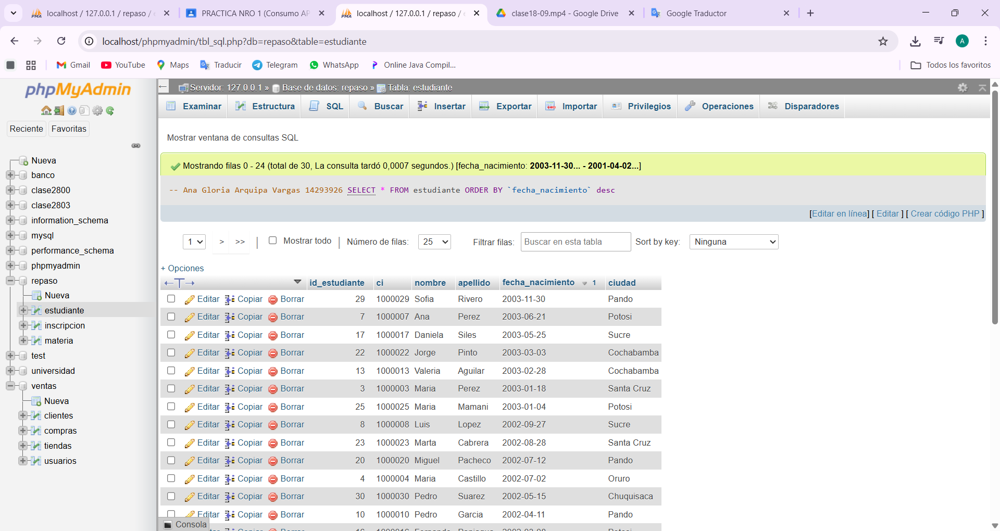 localhost / 127.0.0.1 / repaso / e
PRACTICA NRO 1 (Consumo AP
localhost / 127.0.0.1 / repaso / e
clase18-09.mp4 - Google Drive
Google Traductor
localhost/phpmyadmin/tbl_sql.php?db=repaso&table=estudiante
A
Gmail
YouTube
Maps
Traducir
Telegram
WhatsApp
Online Java Compil...
Todos los favoritos
phpMyAdmin
Reciente
Favoritas
Nueva
banco
clase2800
clase2803
information_schema
mysql
performance_schema
phpmyadmin
repaso
Nueva
estudiante
inscripcion
materia
test
universidad
ventas
Nueva
clientes
compras
tiendas
usuarios
Servidor: 127.0.0.1 » Base de datos: repaso » Tabla: estudiante
Examinar Estructura SQL Buscar Insertar Exportar Importar Privilegios Operaciones Disparadores
Mostrar ventana de consultas SQL
Mostrando filas 0 - 24 (total de 30, La consulta tardó 0,0007 segundos.) [fecha_nacimiento: 2003-11-30... - 2001-04-02...]
-- Ana Gloria Arquipa Vargas 14293926 SELECT * FROM estudiante ORDER BY `fecha_nacimiento` desc
[Editar en línea] [ Editar ] [ Crear código PHP ]
1 > >> | Mostrar todo | Número de filas: 25 Filtrar filas: Buscar en esta tabla Sort by key: Ninguna
+ Opciones
←T→ id_estudiante ci nombre apellido fecha_nacimiento 1 ciudad
Editar Copiar Borrar 29 1000029 Sofia Rivero 2003-11-30 Pando
Editar Copiar Borrar 7 1000007 Ana Perez 2003-06-21 Potosi
Editar Copiar Borrar 17 1000017 Daniela Siles 2003-05-25 Sucre
Editar Copiar Borrar 22 1000022 Jorge Pinto 2003-03-03 Cochabamba
Editar Copiar Borrar 13 1000013 Valeria Aguilar 2003-02-28 Cochabamba
Editar Copiar Borrar 3 1000003 Maria Perez 2003-01-18 Santa Cruz
Editar Copiar Borrar 25 1000025 Maria Mamani 2003-01-04 Potosi
Editar Copiar Borrar 8 1000008 Luis Lopez 2002-09-27 Sucre
Editar Copiar Borrar 23 1000023 Marta Cabrera 2002-08-28 Santa Cruz
Editar Copiar Borrar 20 1000020 Miguel Pacheco 2002-07-12 Pando
Editar Copiar Borrar 4 1000004 Maria Castillo 2002-07-02 Oruro
Editar Copiar Borrar 30 1000030 Pedro Suarez 2002-05-15 Chuquisaca
Editar Copiar Borrar 10 1000010 Pedro Garcia 2002-04-11 Pando
Consola